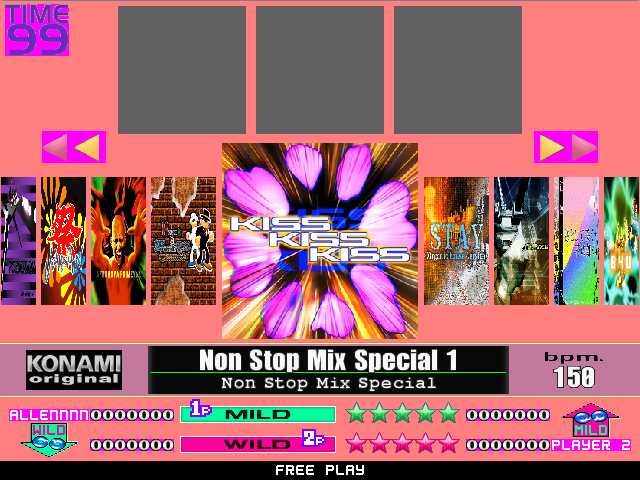 TIME
99
KISS
KISS
KISS
STAY
KONAMI
original
Non Stop Mix Special 1
Non Stop Mix Special
bpm.
150
ALLENNNN 0000000 1P MILD 0000000
WILD
MILD
0000000 WILD 2P 0000000 PLAYER 2
FREE PLAY